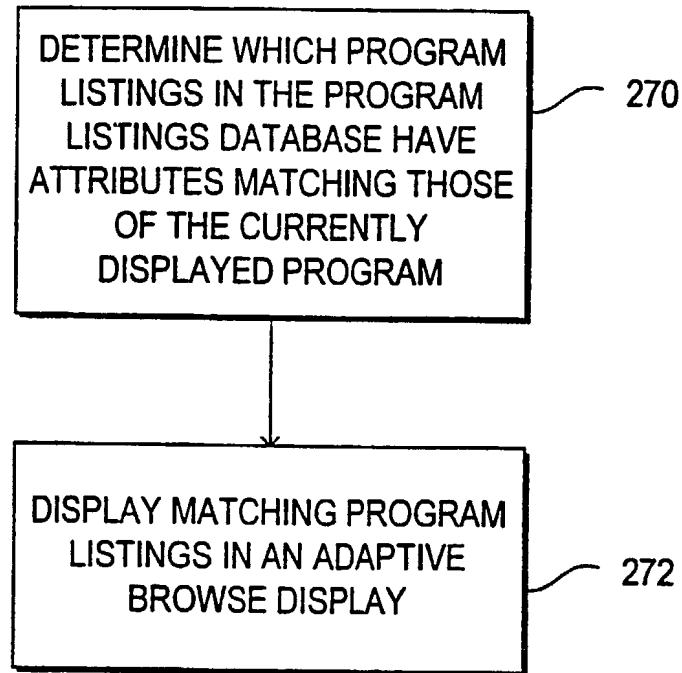 DETERMINE WHICH PROGRAM
LISTINGS IN THE PROGRAM
LISTINGS DATABASE HAVE
ATTRIBUTES MATCHING THOSE
OF THE CURRENTLY
DISPLAYED PROGRAM
270
DISPLAY MATCHING PROGRAM
LISTINGS IN AN ADAPTIVE
BROWSE DISPLAY
272